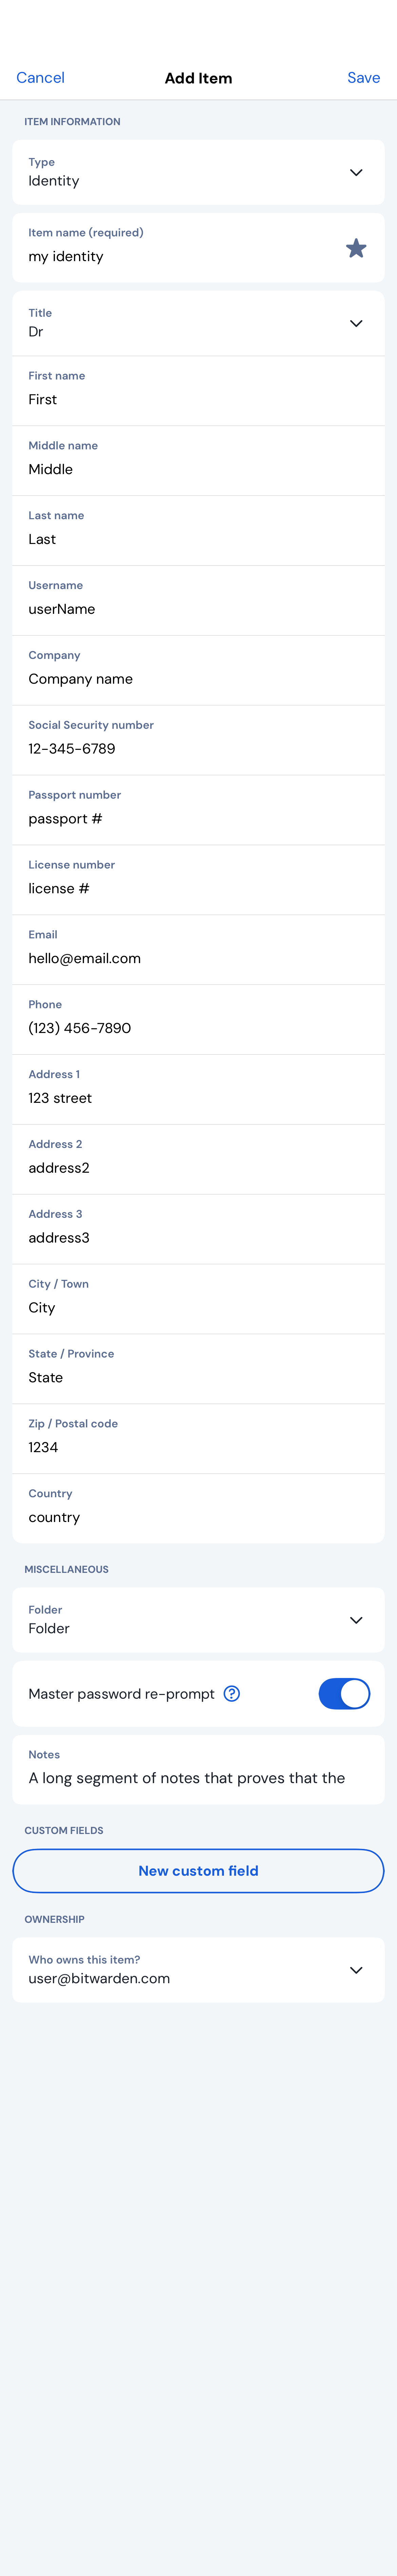 Cancel
Add Item
Save
ITEM INFORMATION
Type
Identity
Item name (required)
my identity
Title
Dr
First name
First
Middle name
Middle
Last name
Last
Username
userName
Company
Company name
Social Security number
12-345-6789
Passport number
passport #
License number
license #
Email
hello@email.com
Phone
(123) 456-7890
Address 1
123 street
Address 2
address2
Address 3
address3
City / Town
City
State / Province
State
Zip / Postal code
1234
Country
country
MISCELLANEOUS
Folder
Folder
Master password re-prompt
Notes
A long segment of notes that proves that the
CUSTOM FIELDS
New custom field
OWNERSHIP
Who owns this item?
user@bitwarden.com